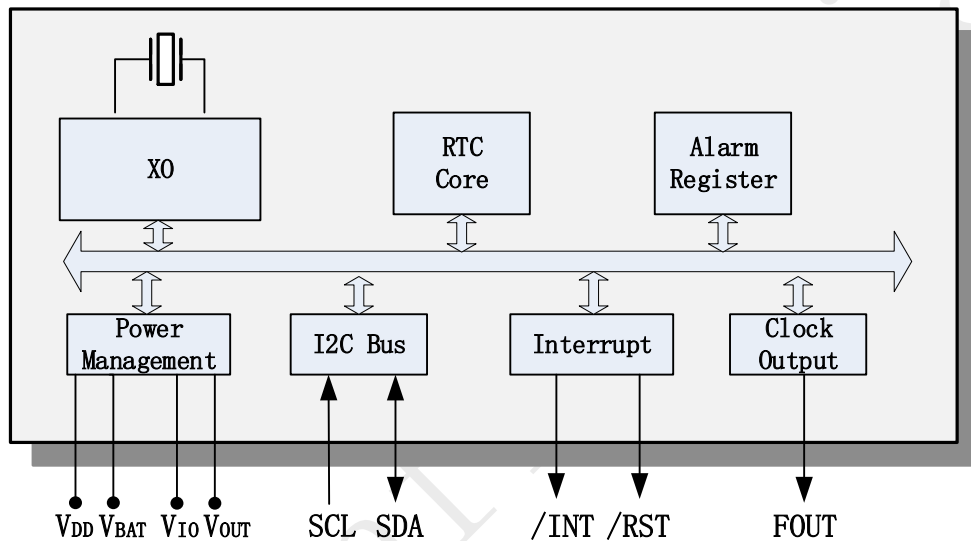 XO
RTC
Core
Alarm
Register
Power
Management
I2C Bus
Interrupt
Clock
Output
VDD VBAT VIO VOUT SCL SDA /INT /RST FOUT